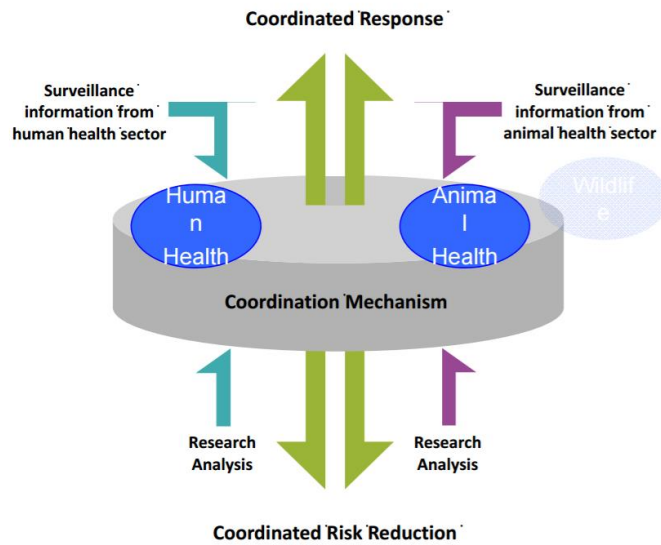 Coordinated Response
Surveillance
information from
human health sector
Surveillance
information from
animal health sector
Huma
n
Health
Anima
l
Health
Wildlif
e
Coordination Mechanism
Research
Analysis
Research
Analysis
Coordinated Risk Reduction